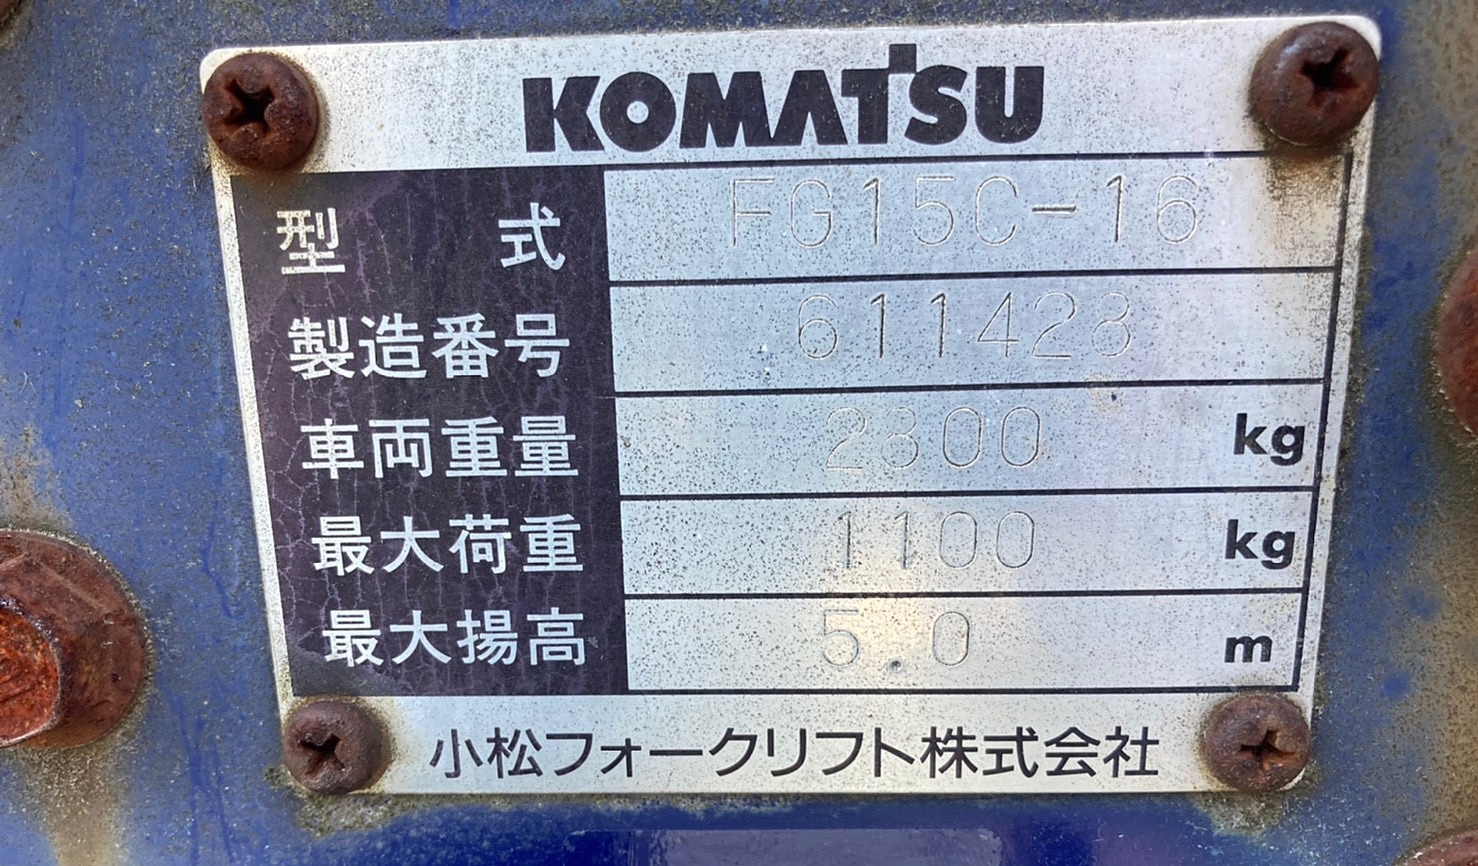 KOMATSU
型式 FG15C-16
製造番号 611428
車両重量 2800 kg
最大荷重 1100 kg
最大揚高 5.0 m
小松フォークリフト株式会社